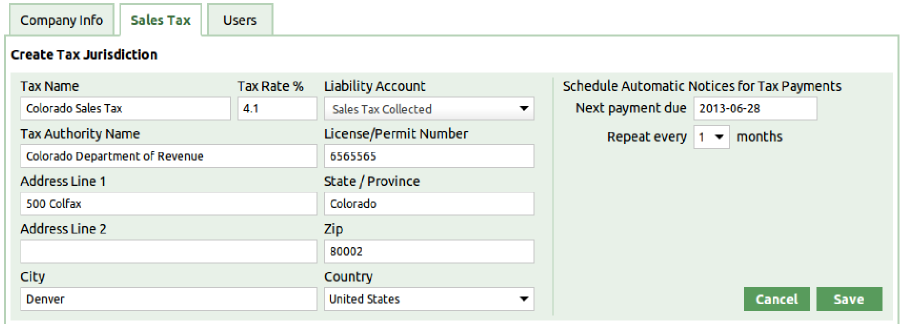 Company Info Sales Tax Users
Create Tax Jurisdiction
Tax Name Tax Rate % Liability Account Schedule Automatic Notices for Tax Payments
Colorado Sales Tax 4.1 Sales Tax Collected Next payment due 2013-06-28
Tax Authority Name License/Permit Number Repeat every 1 months
Colorado Department of Revenue 6565565
Address Line 1 State / Province
500 Colfax Colorado
Address Line 2 Zip
80002
City Country
Denver United States Cancel Save